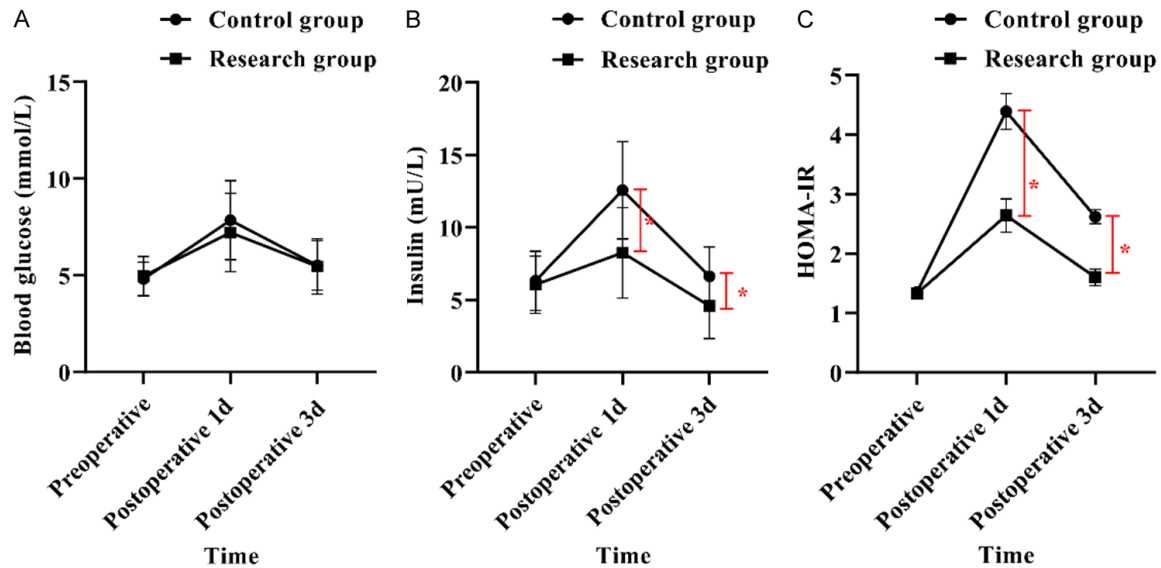 A
Control group
Research group
Blood glucose (mmol/L)
15
10
5
0
Preoperative
Postoperative 1d
Postoperative 3d
Time
B
Control group
Research group
Insulin (mU/L)
20
15
10
5
0
*
*
Preoperative
Postoperative 1d
Postoperative 3d
Time
C
Control group
Research group
HOMA-IR
5
4
3
2
1
0
*
*
Preoperative
Postoperative 1d
Postoperative 3d
Time